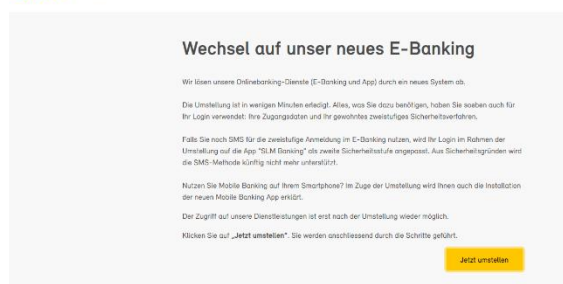 Wechsel auf unser neues E-Banking
Wir lösen unsere Onlinebanking-Dienste (E-Banking und App) durch ein neues System ab.
Die Umstellung ist in wenigen Minuten erledigt. Alles, was Sie dazu benötigen, haben Sie soeben auch für
Ihr Login verwendet: Ihre Zugangsdaten und Ihr gewohntes zweistufiges Sicherheitsverfahren.
Falls Sie noch SMS für die zweistufige Anmeldung im E-Banking nutzen, wird Ihr Login im Rahmen der
Umstellung auf die App "SLM Banking" als zweite Sicherheitsstufe angepasst. Aus Sicherheitsgründen wird
die SMS-Methode künftig nicht mehr unterstützt.
Nutzen Sie Mobile Banking auf Ihrem Smartphone? Im Zuge der Umstellung wird Ihnen auch die Installation
der neuen Mobile Banking App erklärt.
Der Zugriff auf unsere Dienstleistungen ist erst nach der Umstellung wieder möglich.
Klicken Sie auf „Jetzt umstellen". Sie werden anschliessend durch die Schritte geführt.
Jetzt umstellen